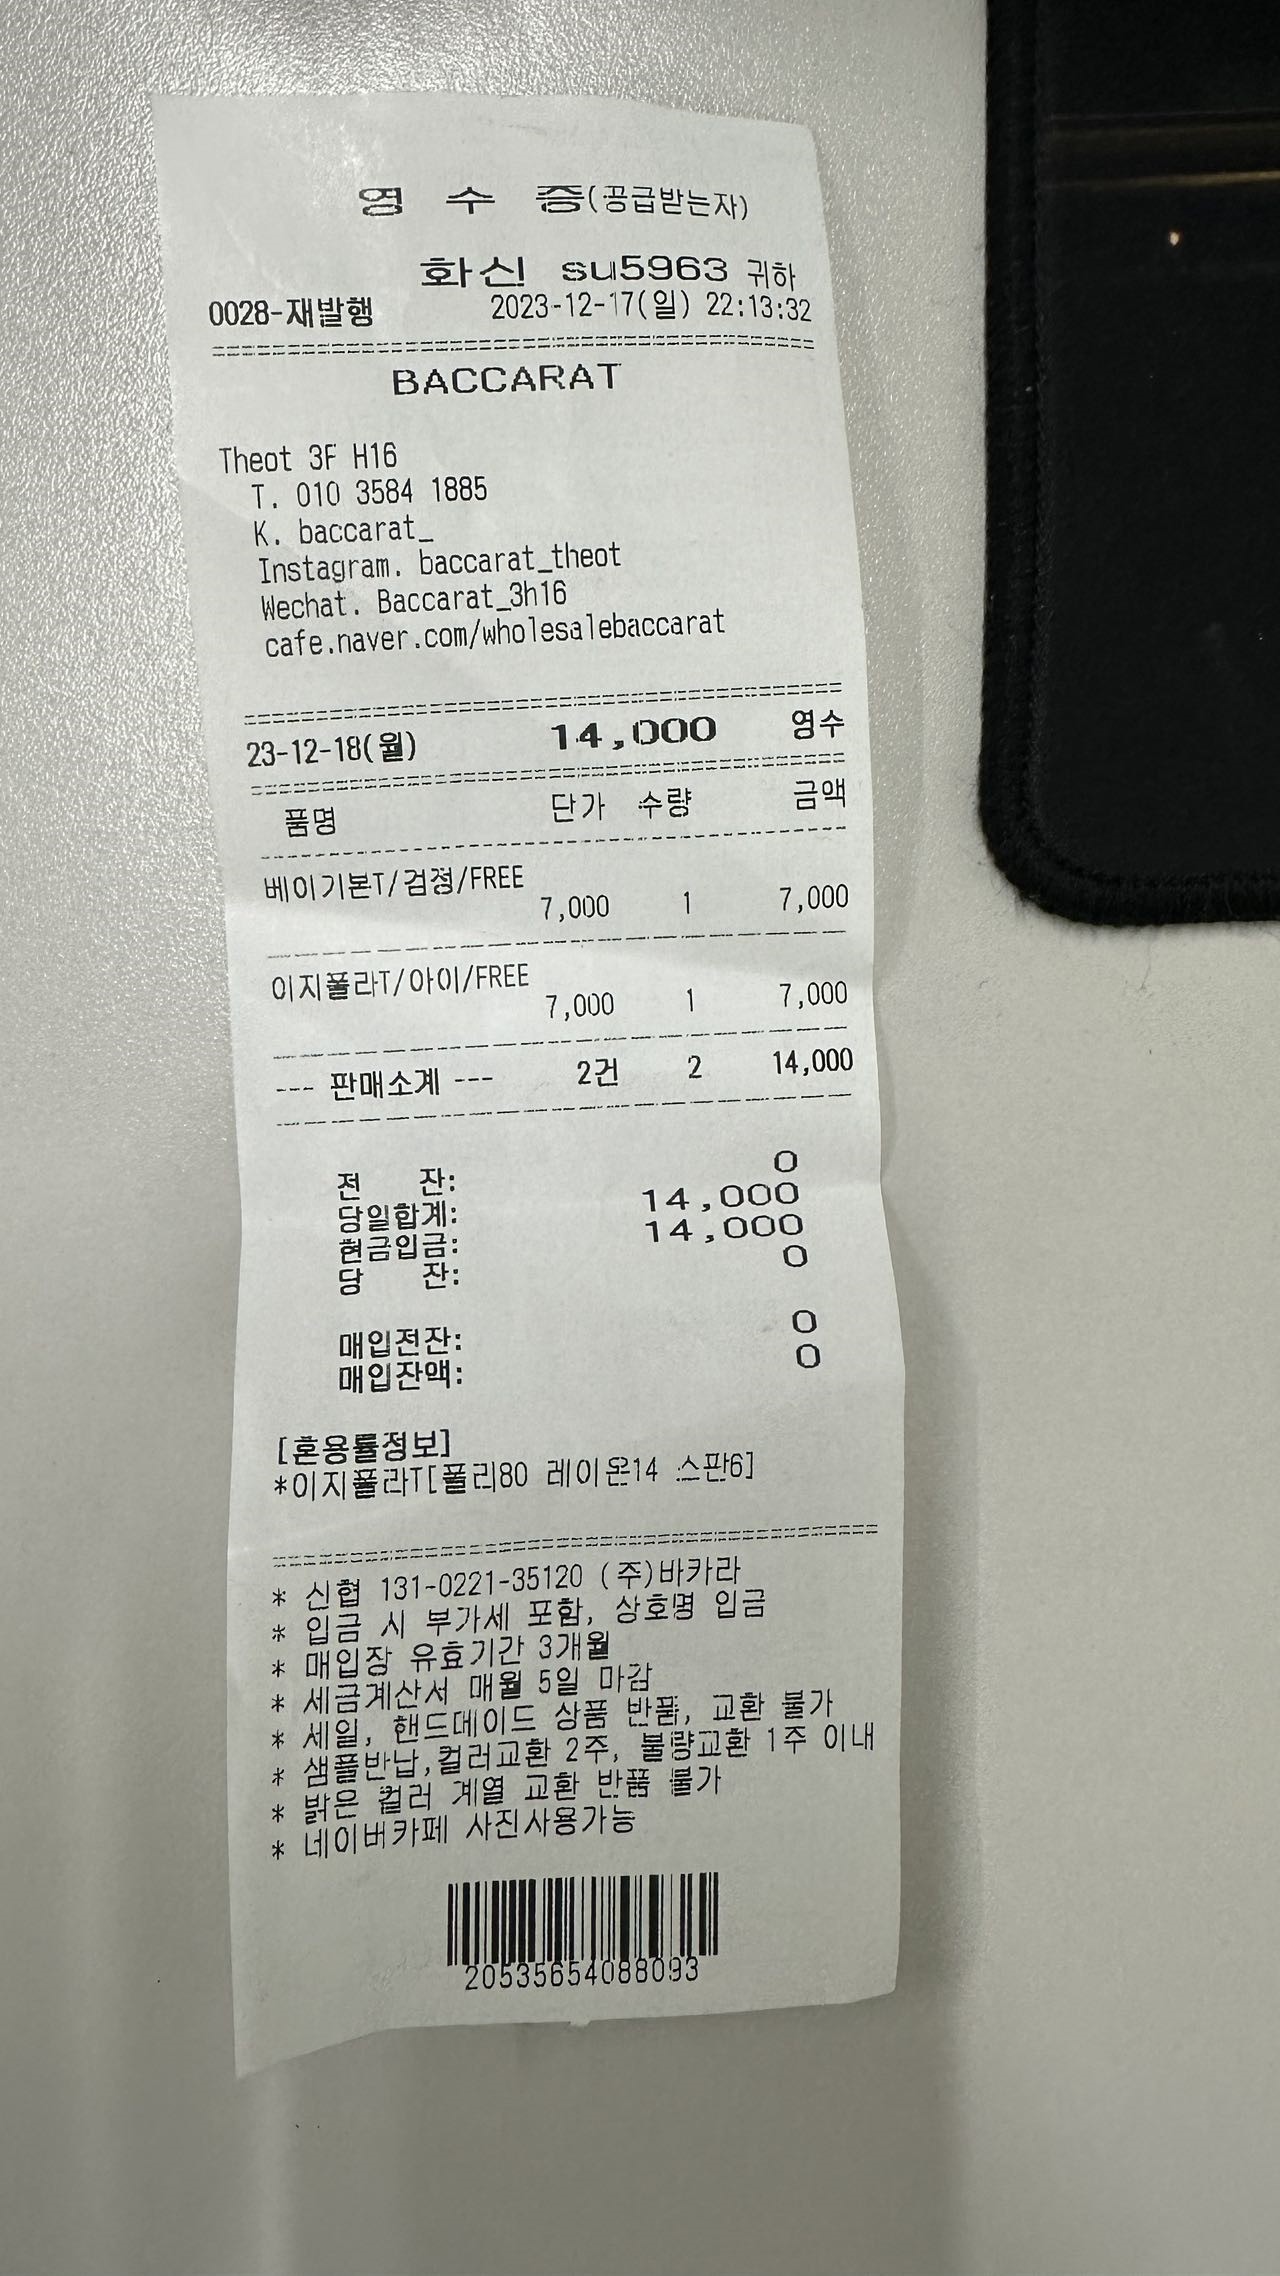 영 수 증(공급받는자)
화신 su5963 귀하
0028-재발행 2023-12-17(일) 22:13:32
==========================================
BACCARAT
Theot 3F H16
T. 010 3584 1885
K. baccarat_
Instagram. baccarat_theot
Wechat. Baccarat_3h16
cafe.naver.com/wholesalebaccarat
==========================================
23-12-18(월) 14,000 영수
==========================================
품명 단가 수량 금액
------------------------------------------
베이기본T/검정/FREE
7,000 1 7,000
------------------------------------------
이지폴라T/아이/FREE
7,000 1 7,000
------------------------------------------
--- 판매소계 --- 2건 2 14,000
------------------------------------------
전 잔: 0
당일합계: 14,000
현금입금: 14,000
당 잔: 0
매입전잔: 0
매입잔액: 0
[혼용률정보]
*이지폴라T[폴리80 레이온14 스판6]
==========================================
* 신협 131-0221-35120 (주)바카라
* 입금 시 부가세 포함, 상호명 입금
* 매입장 유효기간 3개월
* 세금계산서 매월 5일 마감
* 세일, 핸드메이드 상품 반품, 교환 불가
* 샘플반납,컬러교환 2주, 불량교환 1주 이내
* 밝은 컬러 계열 교환 반품 불가
* 네이버카페 사진사용가능
20535654088093